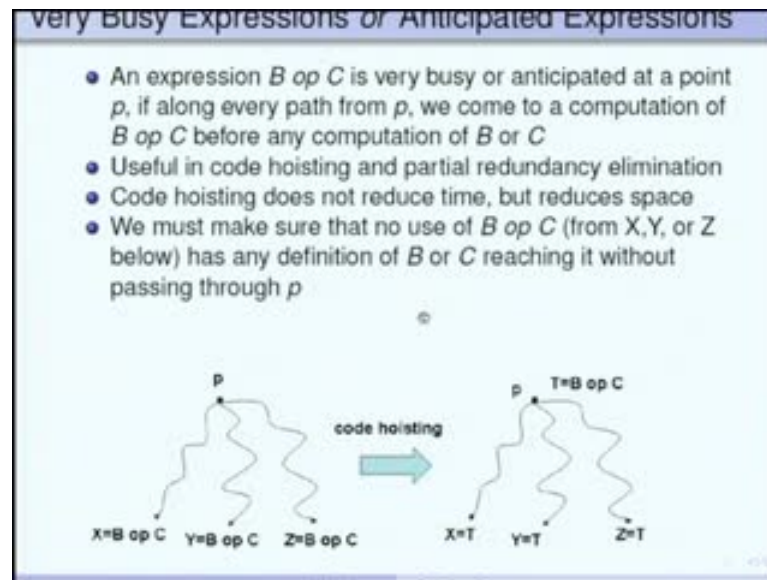 Very Busy Expressions or Anticipated Expressions
An expression B op C is very busy or anticipated at a point
p, if along every path from p, we come to a computation of
B op C before any computation of B or C
Useful in code hoisting and partial redundancy elimination
Code hoisting does not reduce time, but reduces space
We must make sure that no use of B op C (from X,Y, or Z
below) has any definition of B or C reaching it without
passing through p
p
p T=B op C
code hoisting
X=B op C Y=B op C Z=B op C
X=T Y=T Z=T